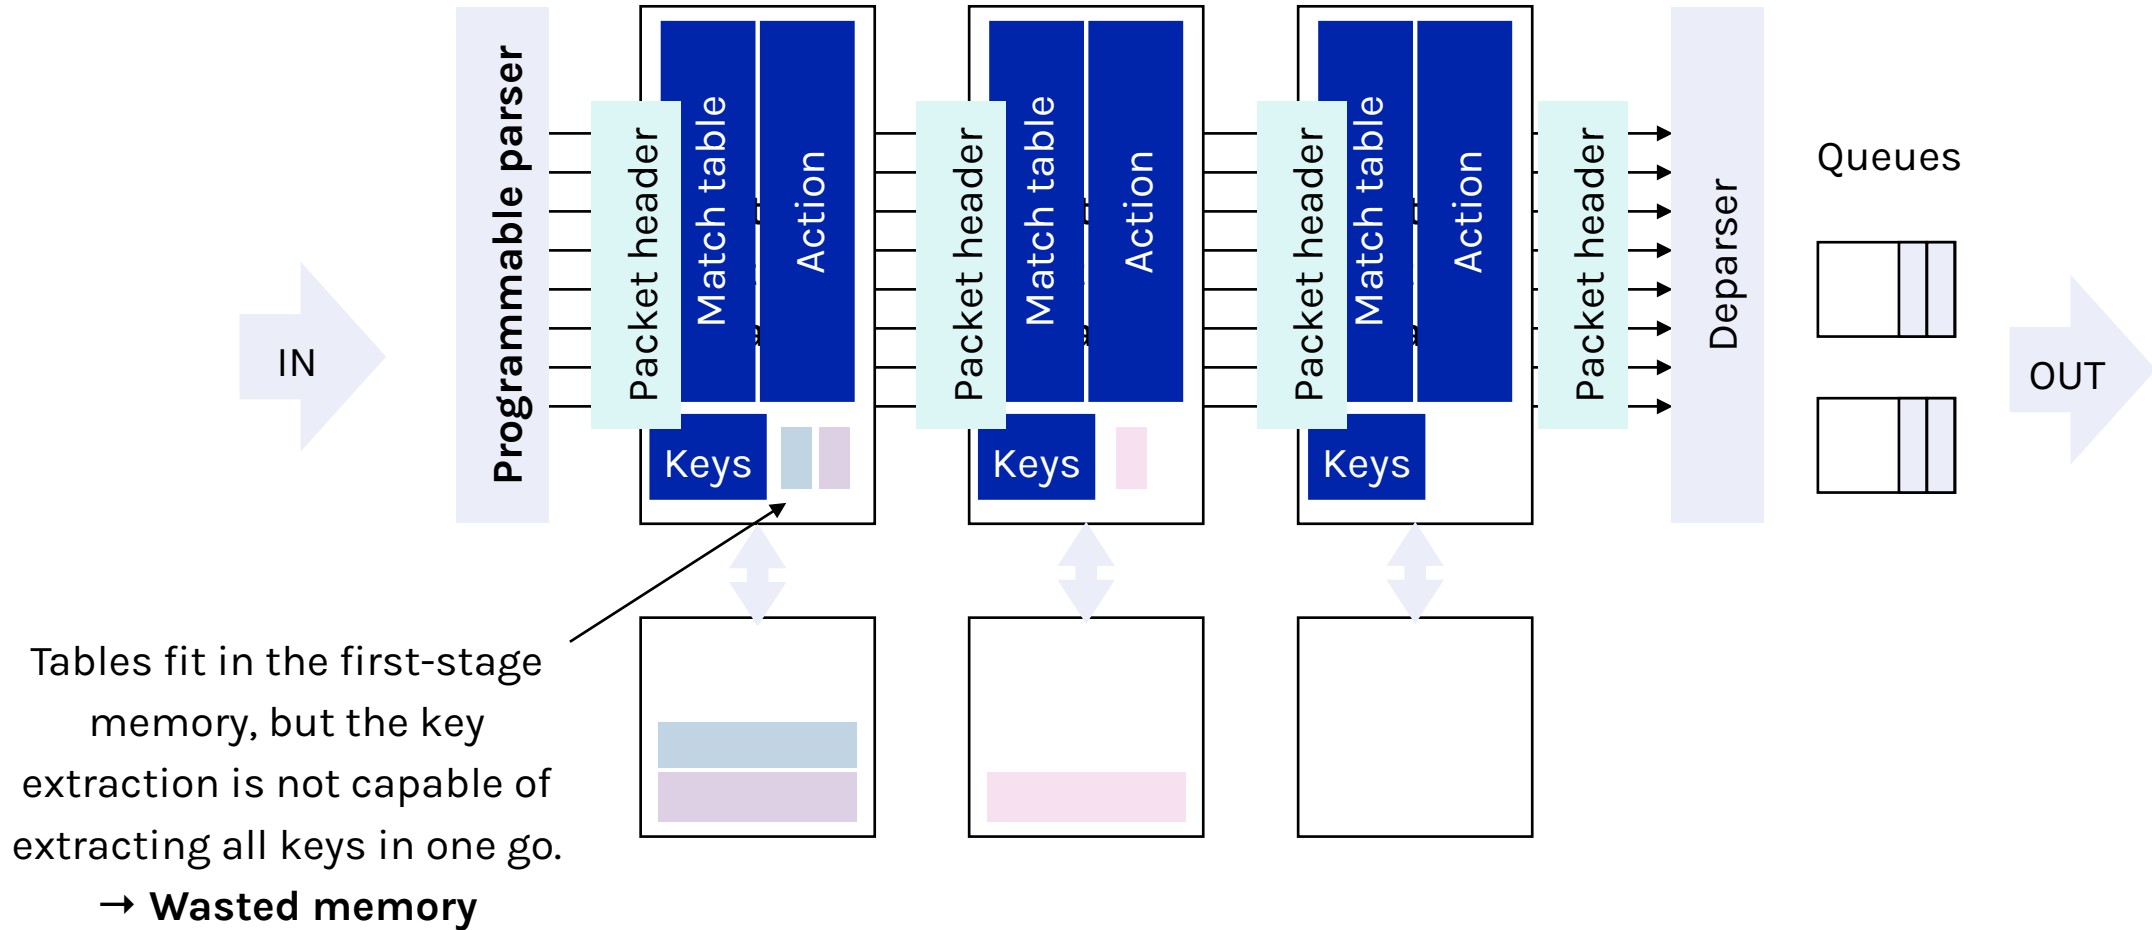 IN
Programmable parser
Packet header
Match table
Action
Keys
Packet header
Match table
Action
Keys
Packet header
Match table
Action
Keys
Packet header
Deparser
Queues
OUT
Tables fit in the first-stage
memory, but the key
extraction is not capable of
extracting all keys in one go.
→ Wasted memory